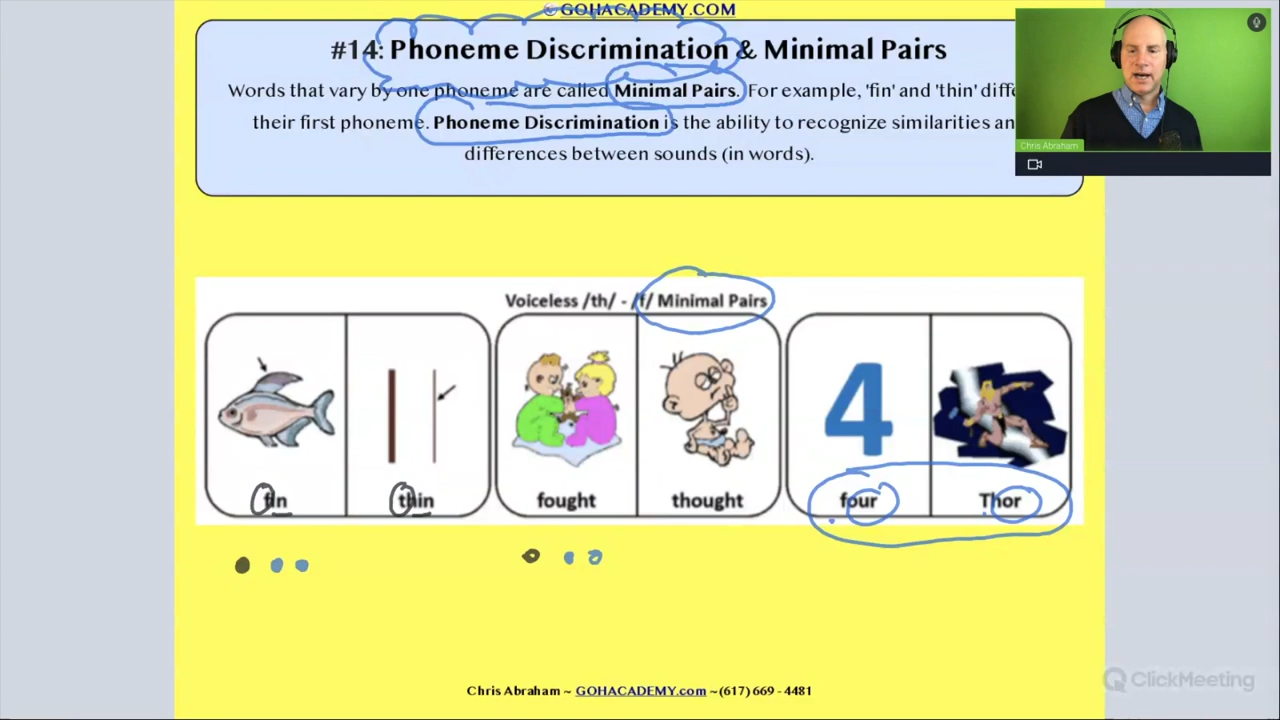 GOHACADEMY.COM
#14: Phoneme Discrimination & Minimal Pairs
Words that vary by one phoneme are called Minimal Pairs. For example, 'fin' and 'thin'
their first phoneme. Phoneme Discrimination is the ability to recognize similarities
differences between sounds (in words).
Chris Abraham
Voiceless /th/ - /f/ Minimal Pairs
4
fin thin fought thought four Thor
Chris Abraham ~ GOHACADEMY.com ~(617) 669 - 4481
ClickMeeting